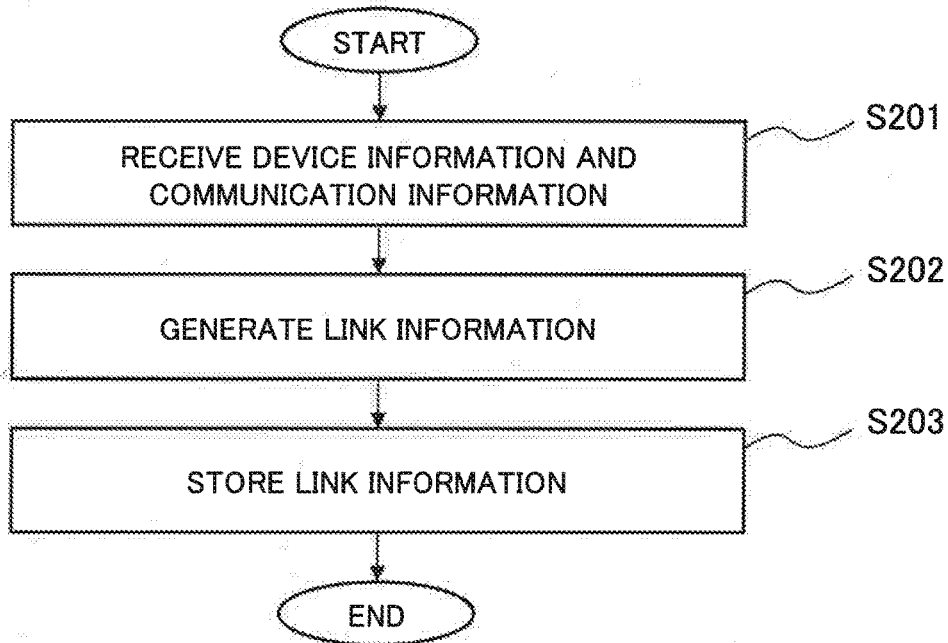 START
S201
RECEIVE DEVICE INFORMATION AND
COMMUNICATION INFORMATION
S202
GENERATE LINK INFORMATION
S203
STORE LINK INFORMATION
END